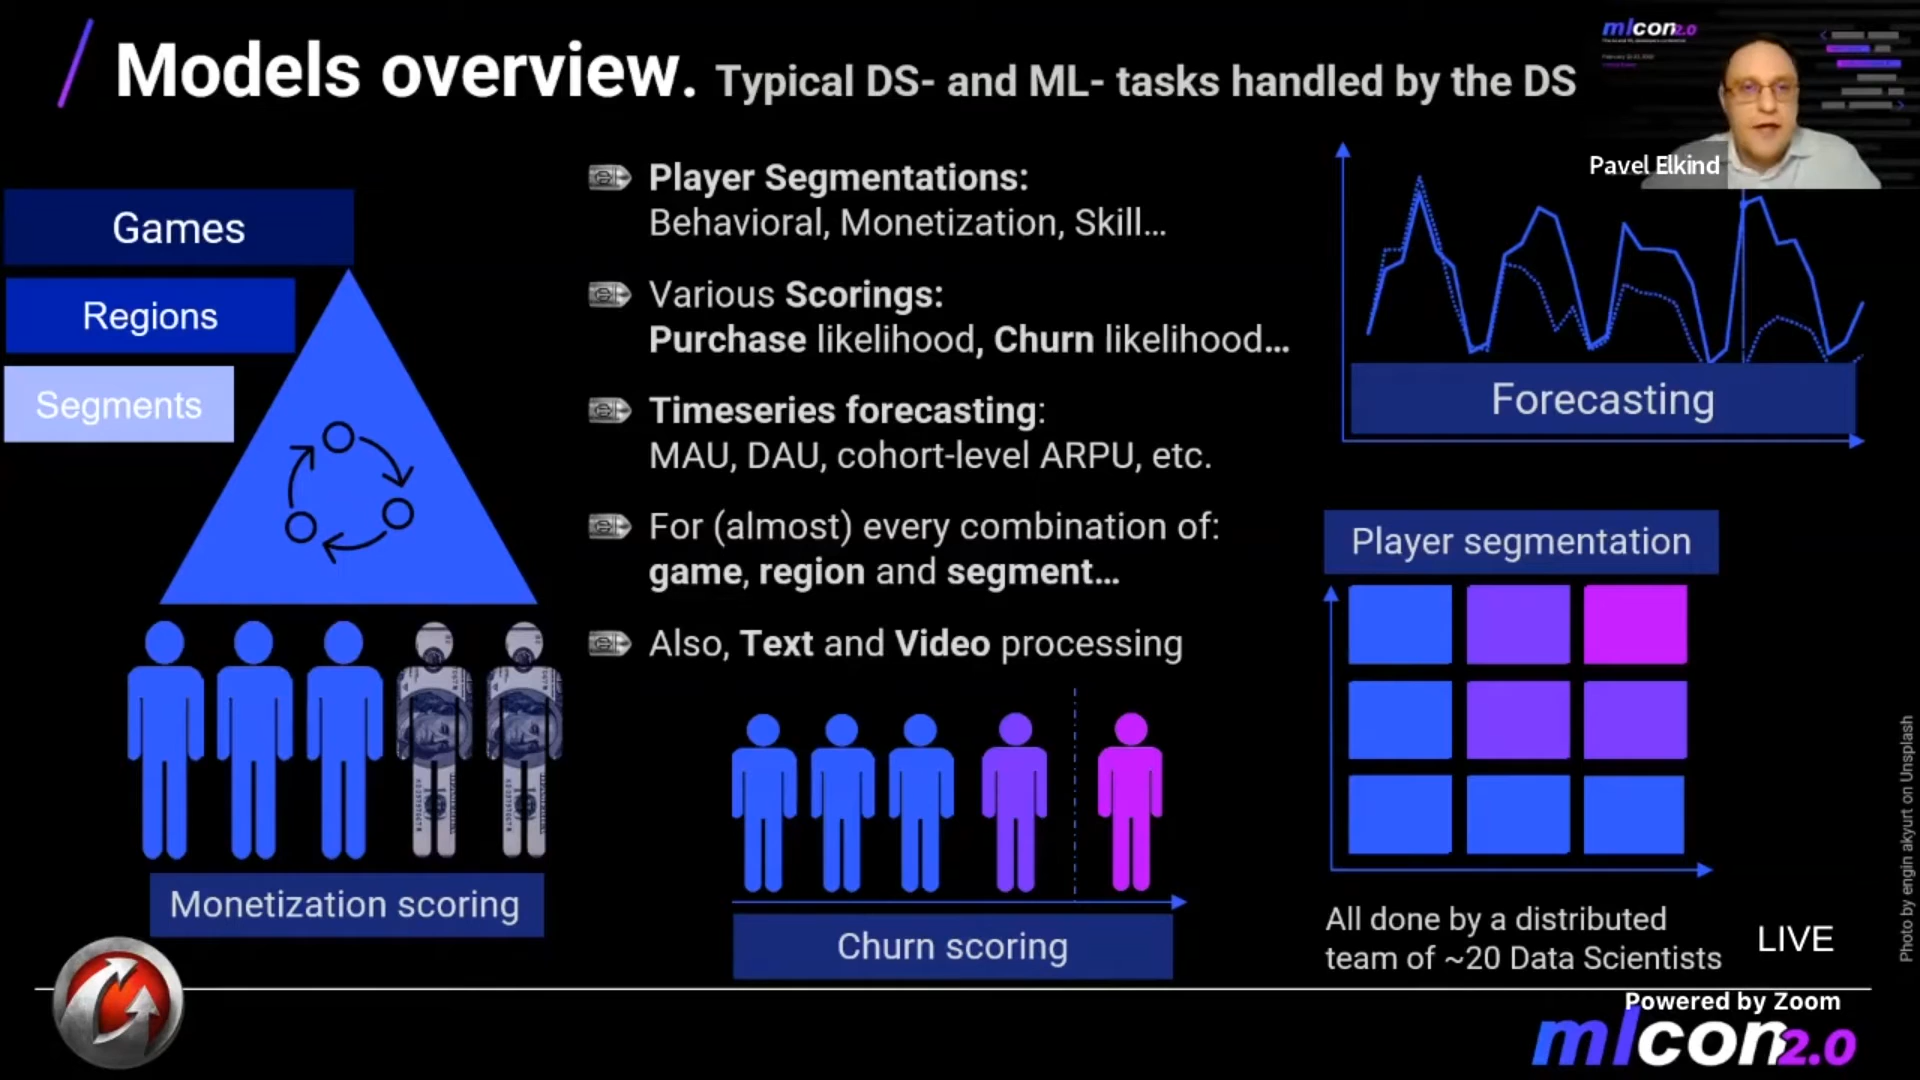 Models overview. Typical DS- and ML- tasks handled by the DS
mlcon2.0
Pavel Elkind
Games
Regions
Segments
Player Segmentations:
Behavioral, Monetization, Skill...
Various Scorings:
Purchase likelihood, Churn likelihood...
Timeseries forecasting:
MAU, DAU, cohort-level ARPU, etc.
For (almost) every combination of:
game, region and segment...
Also, Text and Video processing
Forecasting
Player segmentation
Monetization scoring
Churn scoring
All done by a distributed
team of ~20 Data Scientists
LIVE
Photo by engin akyurt on Unsplash
Powered by Zoom
mlcon2.0